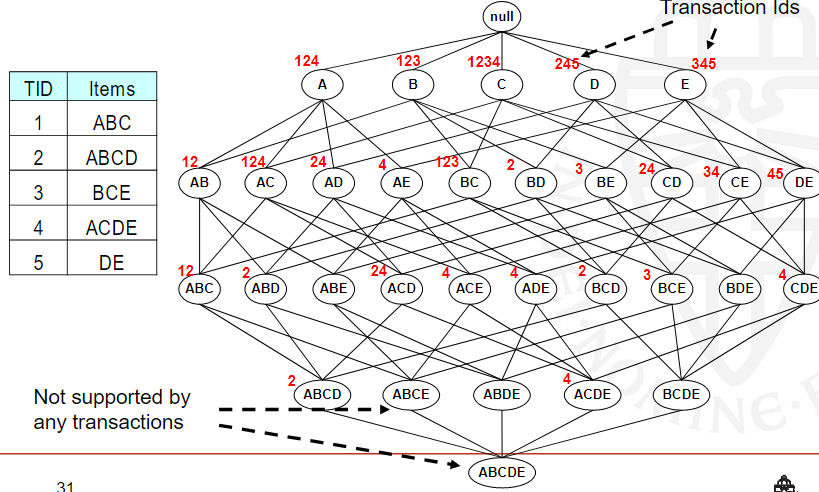 Transaction Ids
null
124 123 1234 245 345
A B C D E
TID Items
1 ABC
2 ABCD
3 BCE
4 ACDE
5 DE
12 124 24 4 123 2 3 24 34 45
AB AC AD AE BC BD BE CD CE DE
12 2 24 4 4 2 3 4
ABC ABD ABE ACD ACE ADE BCD BCE BDE CDE
2 4
ABCD ABCE ABDE ACDE BCDE
Not supported by
any transactions
ABCDE
31